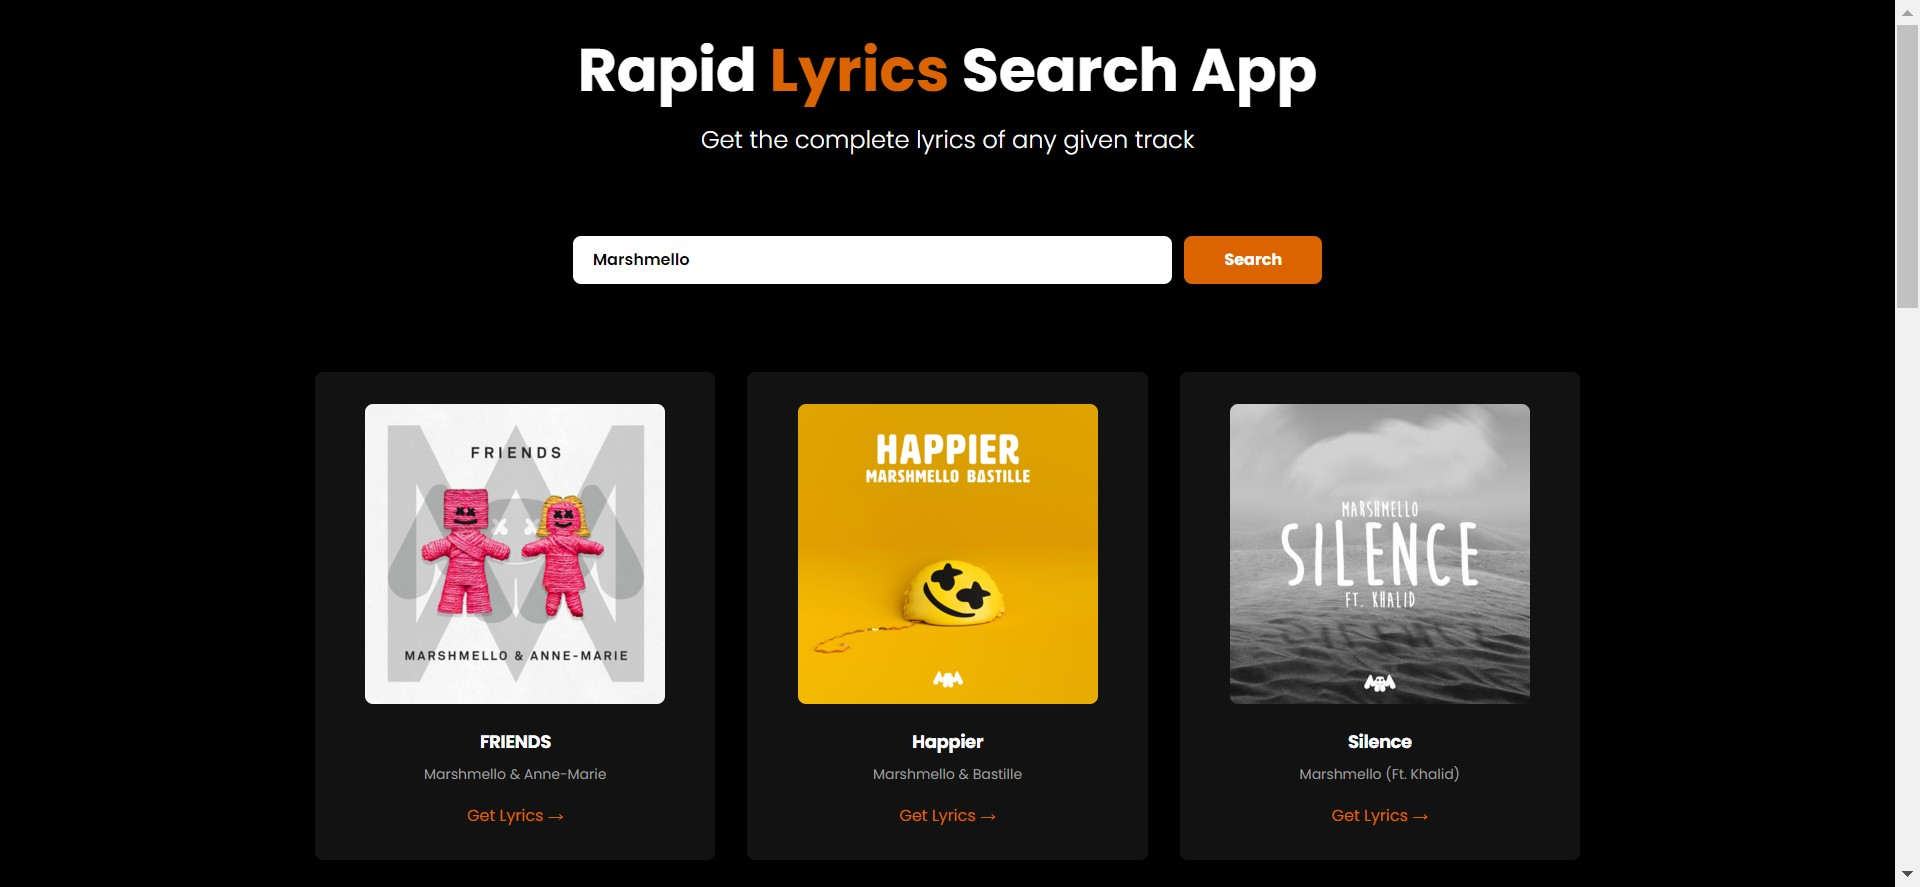 Rapid Lyrics Search App
Get the complete lyrics of any given track
Marshmello
Search
FRIENDS
MARSHMELLO & ANNE-MARIE
FRIENDS
Marshmello & Anne-Marie
Get Lyrics →
HAPPIER
MARSHMELLO BASTILLE
Happier
Marshmello & Bastille
Get Lyrics →
MARSHMELLO
SILENCE
FT. KHALID
Silence
Marshmello (Ft. Khalid)
Get Lyrics →